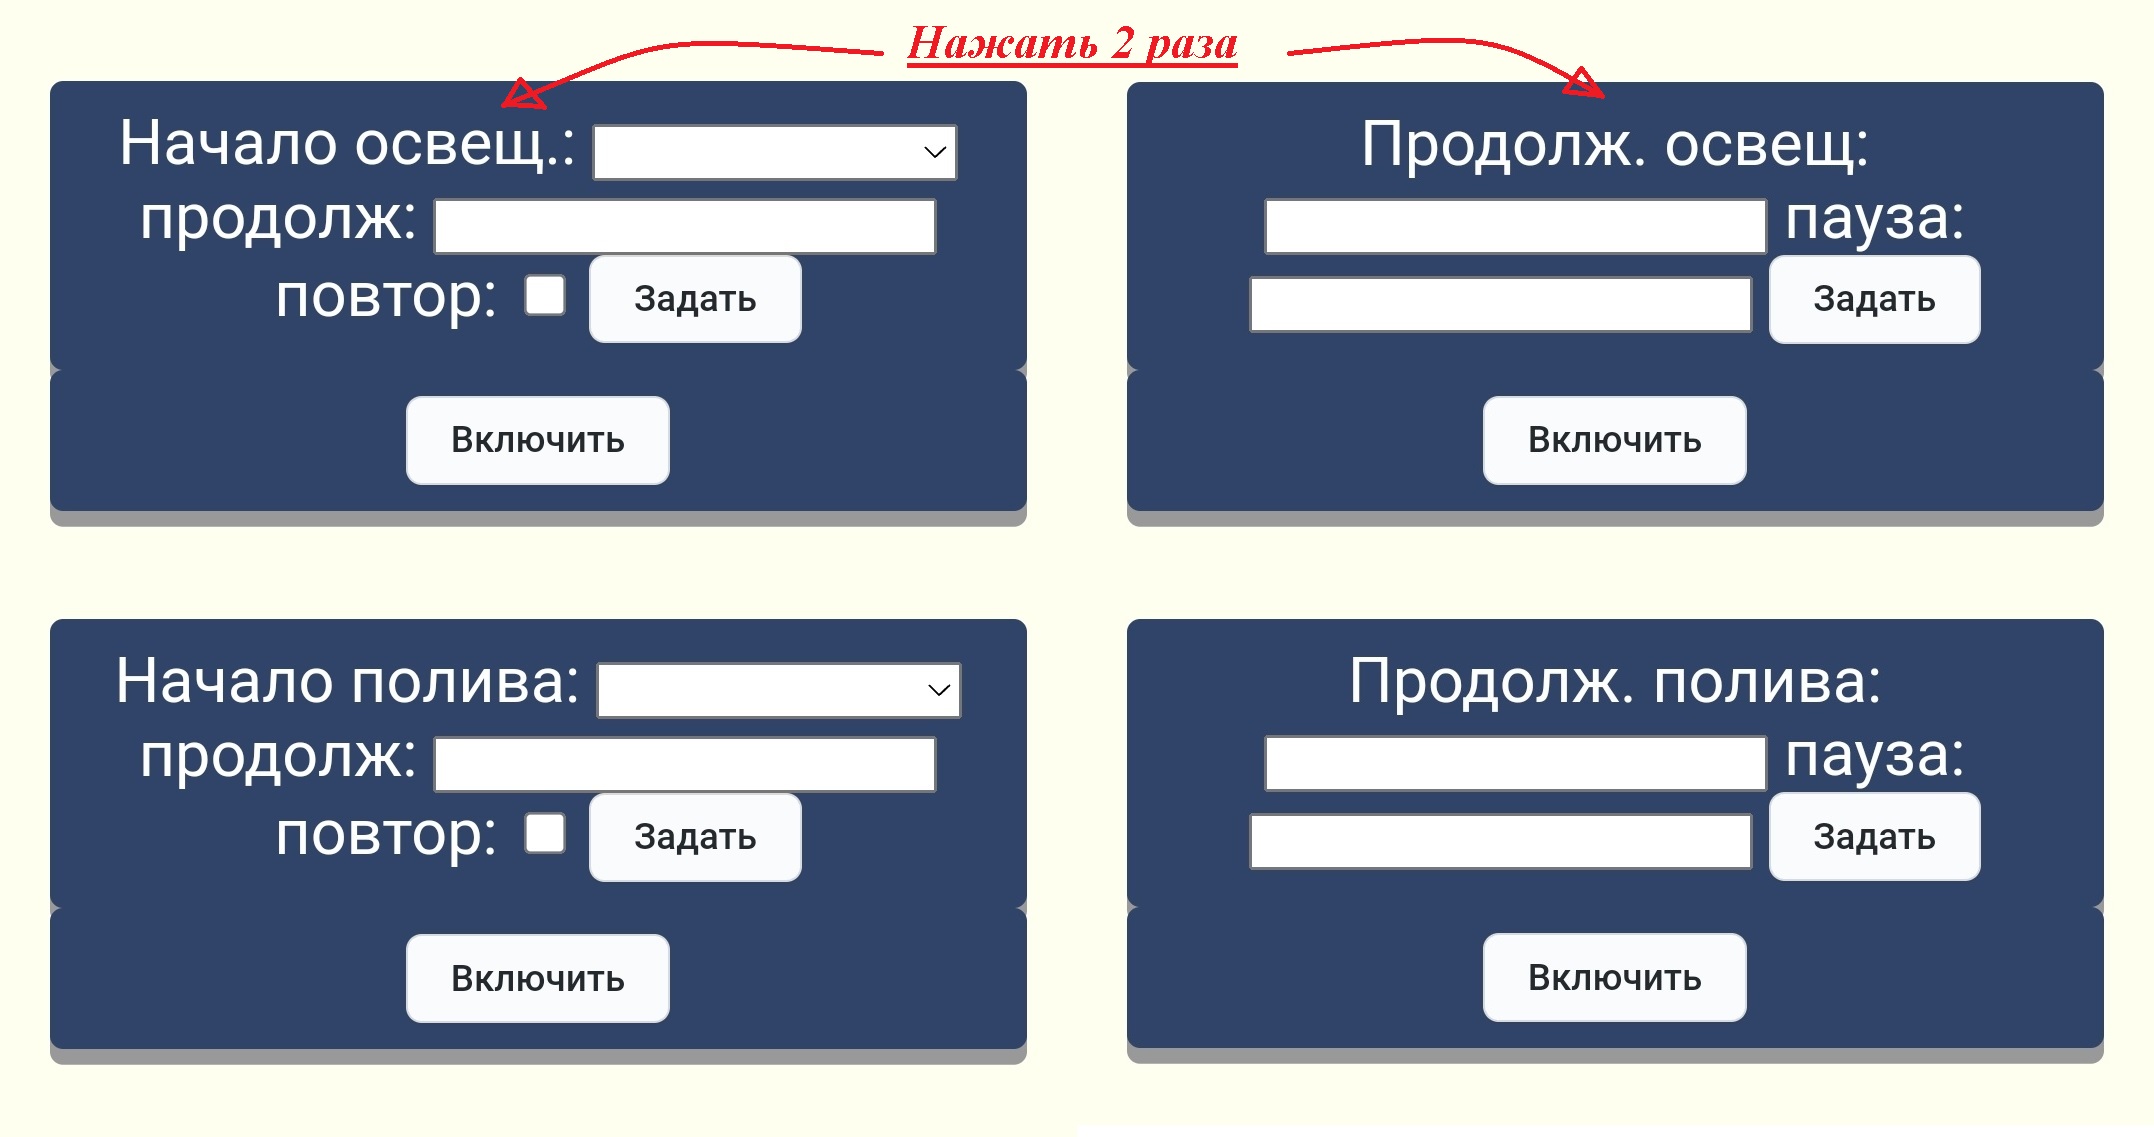 Нажать 2 раза
Начало освещ.:
продолж:
повтор: Задать
Включить
Продолж. освещ:
пауза:
Задать
Включить
Начало полива:
продолж:
повтор: Задать
Включить
Продолж. полива:
пауза:
Задать
Включить